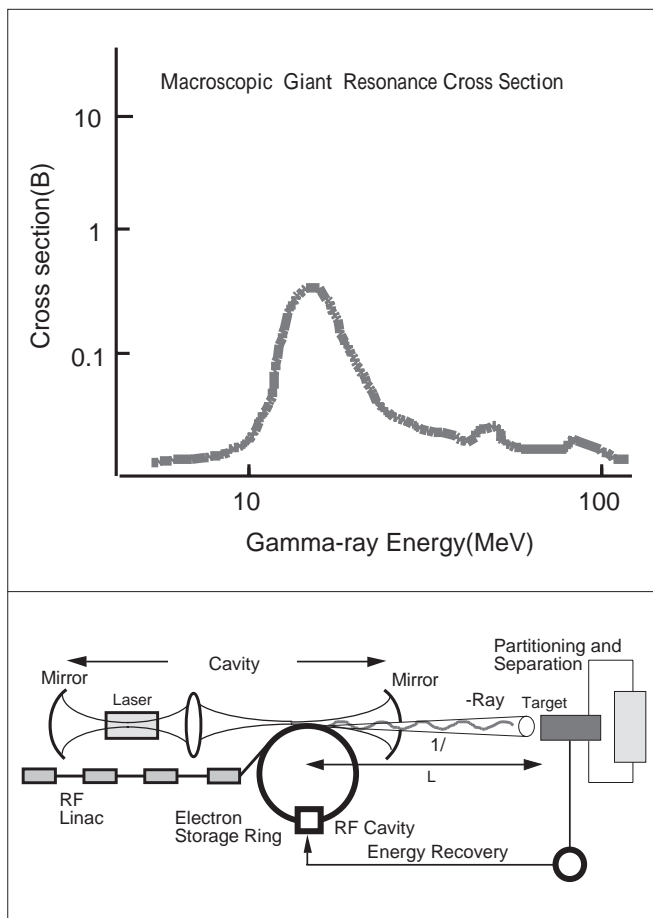 Macroscopic Giant Resonance Cross Section
Cross section(B)
10
1
0.1
10
100
Gamma-ray Energy(MeV)
Partitioning and
Separation
Cavity
Mirror
Mirror
Laser
-Ray
Target
1/
L
RF
Linac
Electron
Storage Ring
RF Cavity
Energy Recovery